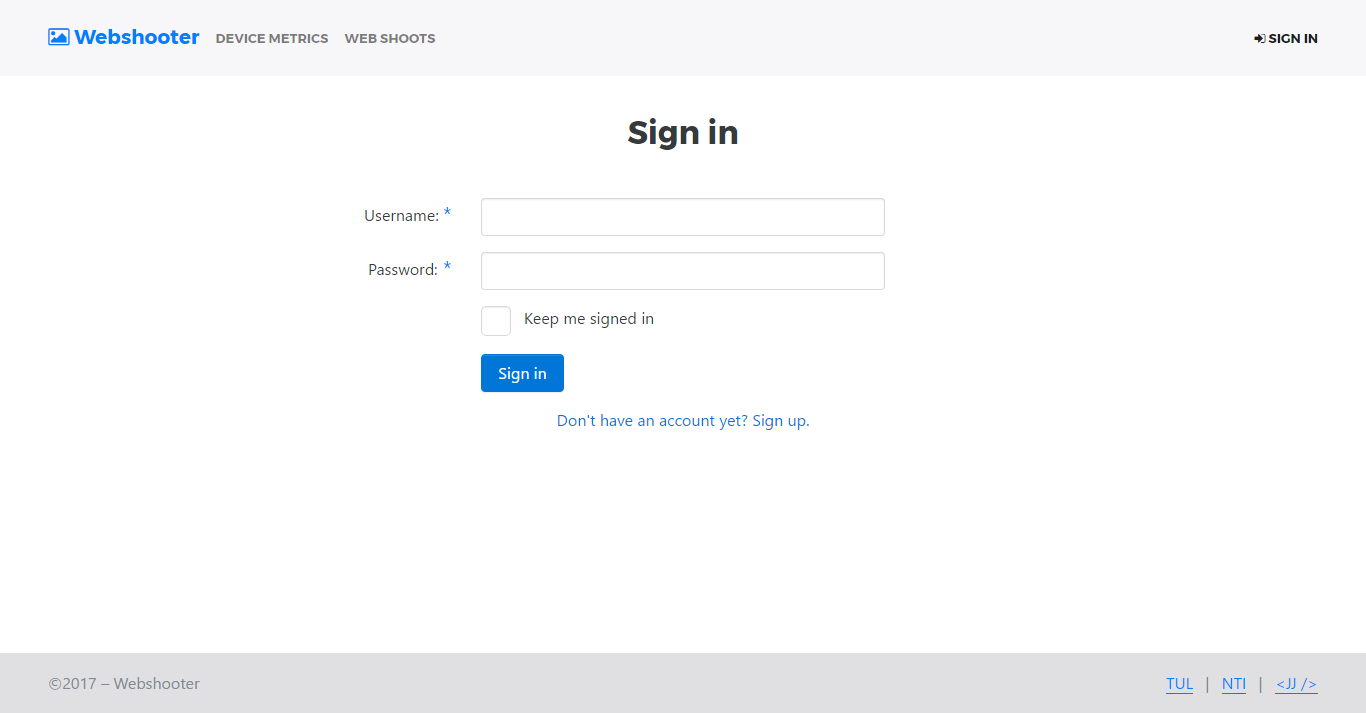 Webshooter DEVICE METRICS WEB SHOOTS SIGN IN
Sign in
Username: *
Password: *
Keep me signed in
Sign in
Don't have an account yet? Sign up.
©2017 – Webshooter TUL | NTI | <JJ />